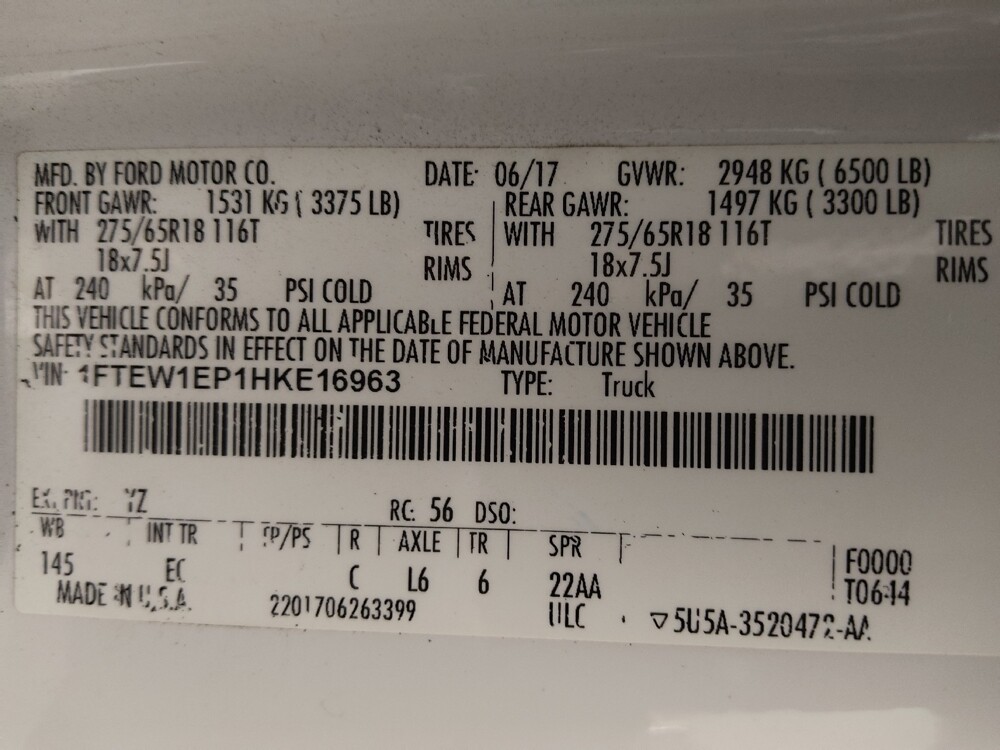 MFD. BY FORD MOTOR CO. DATE: 06/17 GVWR: 2948 KG ( 6500 LB)
FRONT GAWR: 1531 KG ( 3375 LB) REAR GAWR: 1497 KG ( 3300 LB)
WITH 275/65R18 116T TIRES WITH 275/65R18 116T TIRES
18x7.5J RIMS 18x7.5J RIMS
AT 240 kPa/ 35 PSI COLD AT 240 kPa/ 35 PSI COLD
THIS VEHICLE CONFORMS TO ALL APPLICABLE FEDERAL MOTOR VEHICLE
SAFETY STANDARDS IN EFFECT ON THE DATE OF MANUFACTURE SHOWN ABOVE.
VIN: 1FTEW1EP1HKE16963 TYPE: Truck
EXT PNT: YZ RC: 56 DSO:
WB INT TR TP/PS R AXLE TR SPR
145 EC C L6 6 22AA F0000
T0614
MADE IN U.S.A. 2201706263399 ULC ▽5U5A-3520472-AA